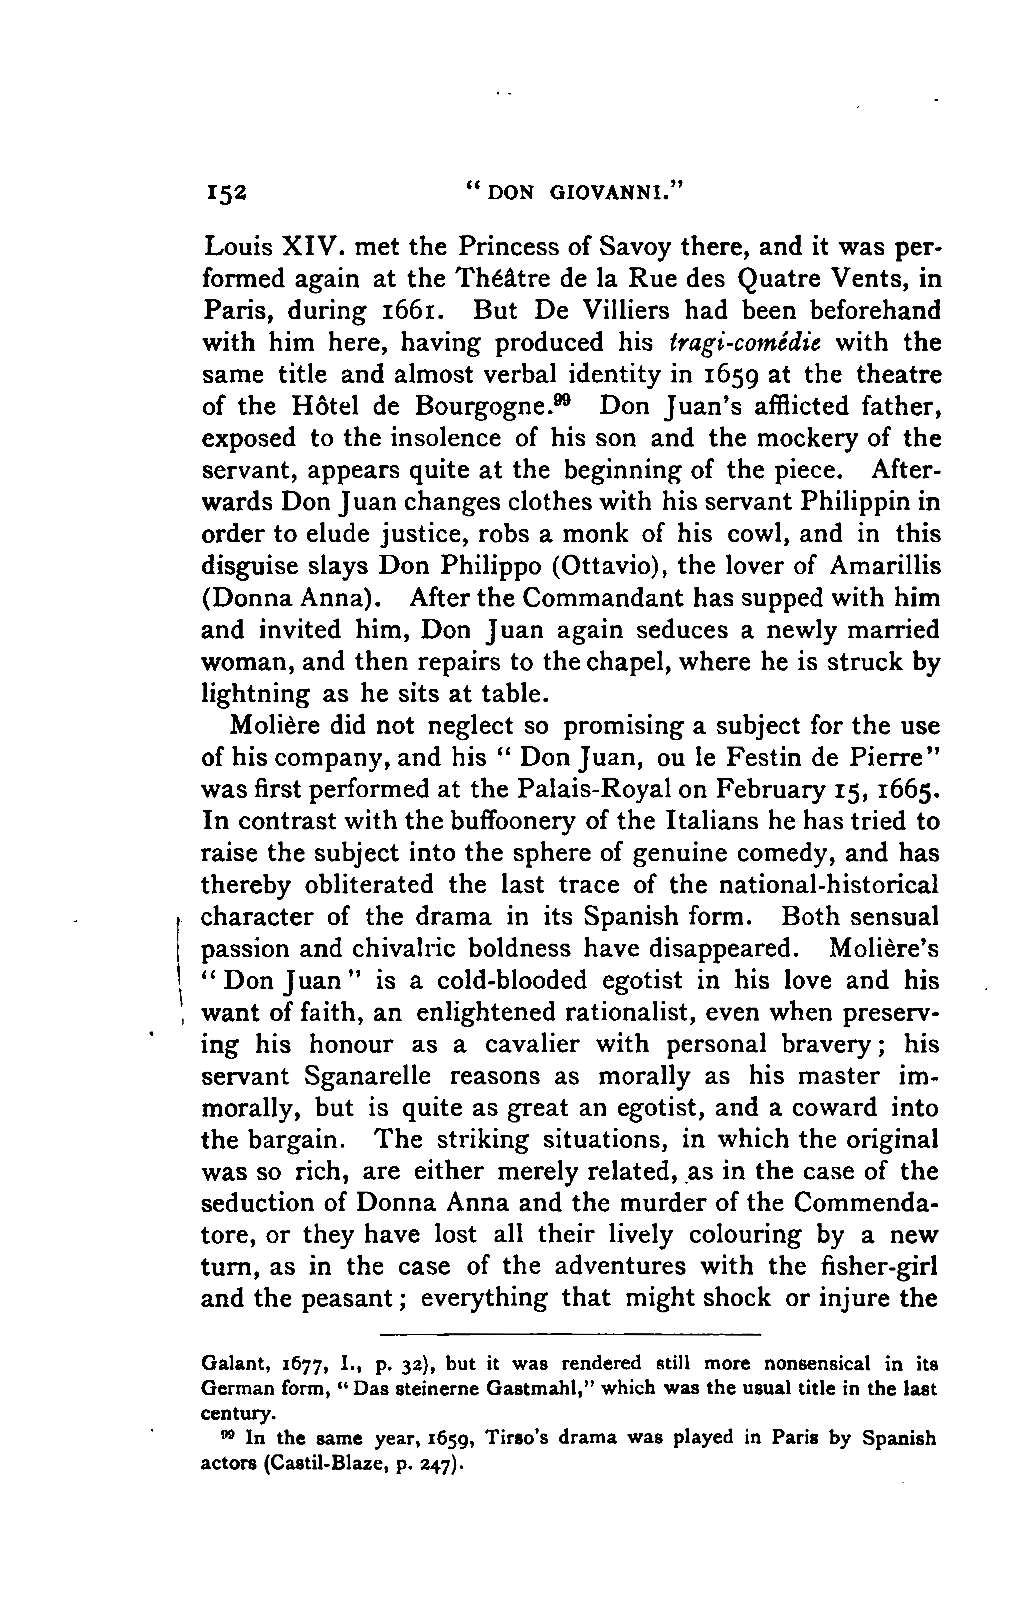 152 “ DON GIOVANNI.”
Louis XIV. met the Princess of Savoy there, and it was per-
formed again at the Théâtre de la Rue des Quatre Vents, in
Paris, during 1661. But De Villiers had been beforehand
with him here, having produced his tragi-comédie with the
same title and almost verbal identity in 1659 at the theatre
of the Hôtel de Bourgogne.⁹⁹ Don Juan’s afflicted father,
exposed to the insolence of his son and the mockery of the
servant, appears quite at the beginning of the piece. After-
wards Don Juan changes clothes with his servant Philippin in
order to elude justice, robs a monk of his cowl, and in this
disguise slays Don Philippo (Ottavio), the lover of Amarillis
(Donna Anna). After the Commandant has supped with him
and invited him, Don Juan again seduces a newly married
woman, and then repairs to the chapel, where he is struck by
lightning as he sits at table.
Molière did not neglect so promising a subject for the use
of his company, and his “ Don Juan, ou le Festin de Pierre”
was first performed at the Palais-Royal on February 15, 1665.
In contrast with the buffoonery of the Italians he has tried to
raise the subject into the sphere of genuine comedy, and has
thereby obliterated the last trace of the national-historical
character of the drama in its Spanish form. Both sensual
passion and chivalric boldness have disappeared. Molière’s
“ Don Juan ” is a cold-blooded egotist in his love and his
want of faith, an enlightened rationalist, even when preserv-
ing his honour as a cavalier with personal bravery ; his
servant Sganarelle reasons as morally as his master im-
morally, but is quite as great an egotist, and a coward into
the bargain. The striking situations, in which the original
was so rich, are either merely related, as in the case of the
seduction of Donna Anna and the murder of the Commenda-
tore, or they have lost all their lively colouring by a new
turn, as in the case of the adventures with the fisher-girl
and the peasant ; everything that might shock or injure the
Galant, 1677, I., p. 32), but it was rendered still more nonsensical in its
German form, “ Das steinerne Gastmahl,” which was the usual title in the last
century.
⁹⁹ In the same year, 1659, Tirso’s drama was played in Paris by Spanish
actors (Castil-Blaze, p. 247).